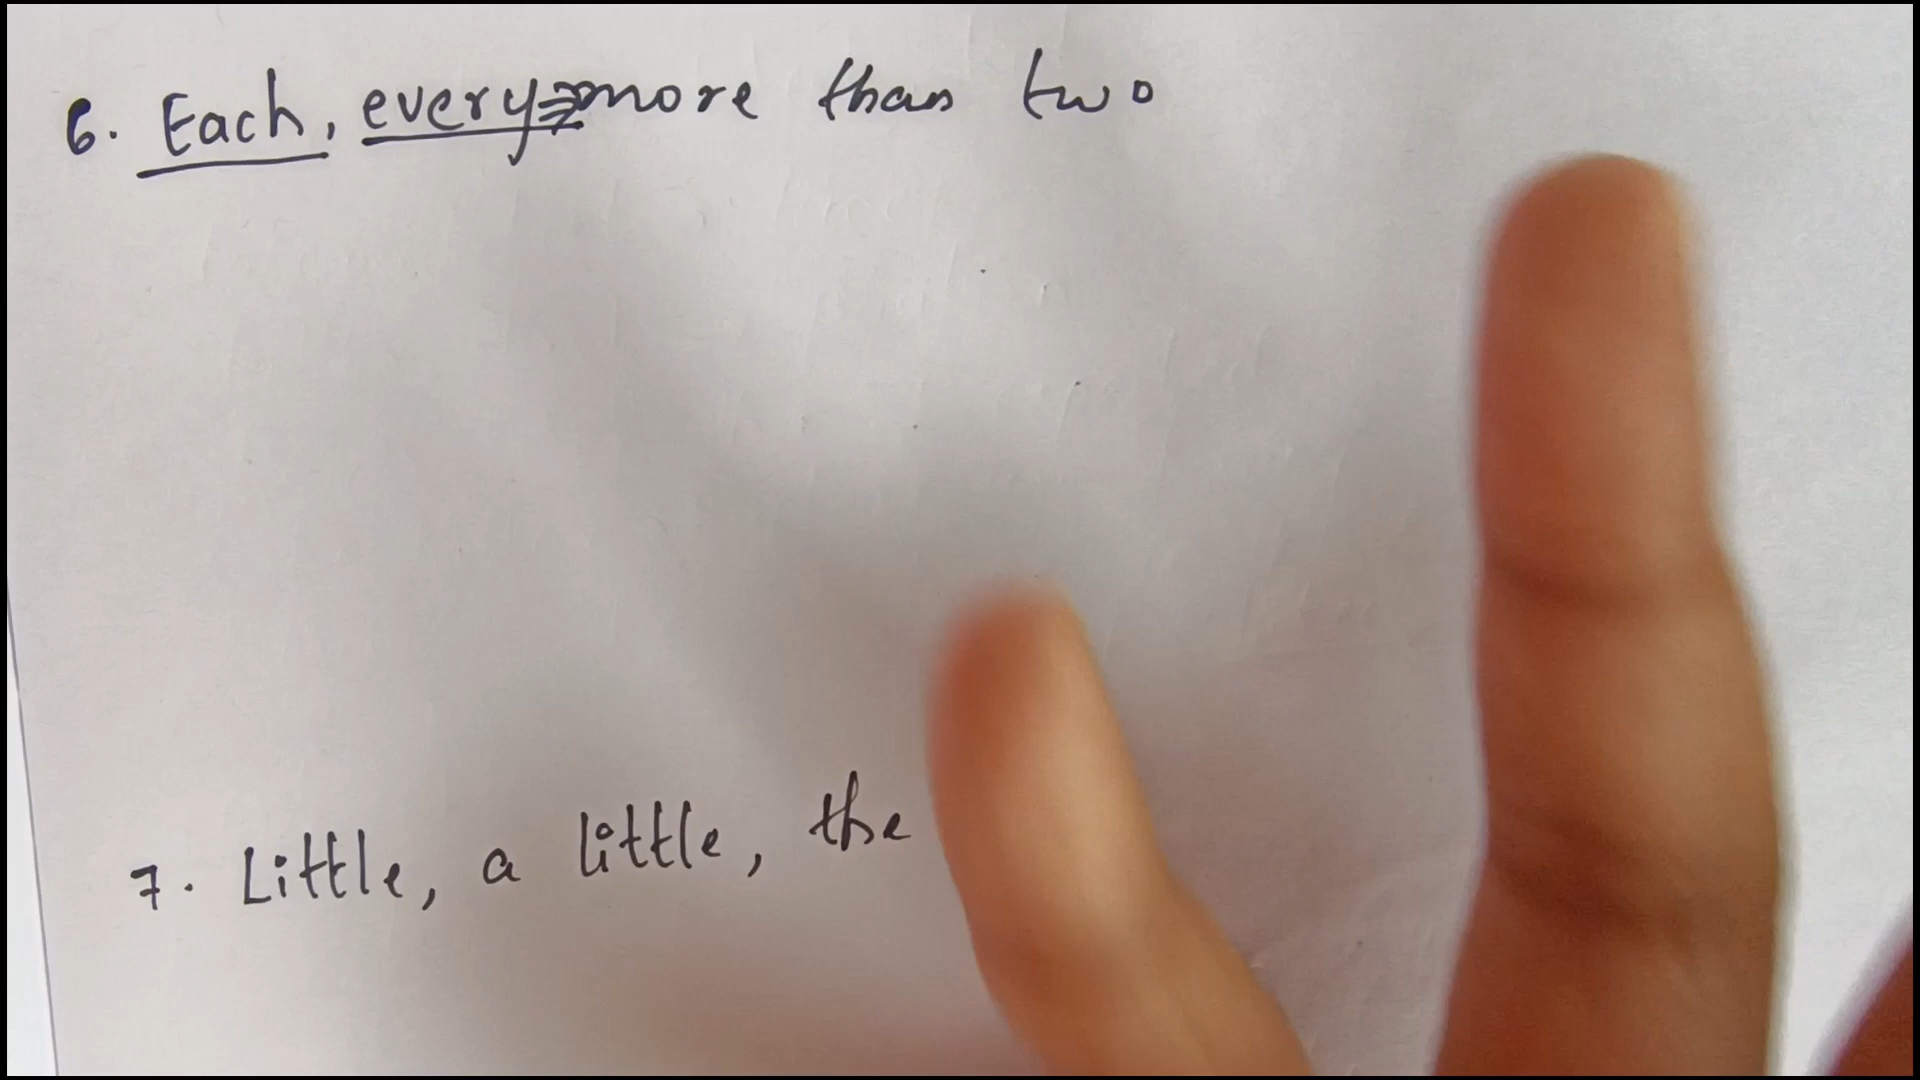 6. Each, every⇒more than two
7. Little, a little, the